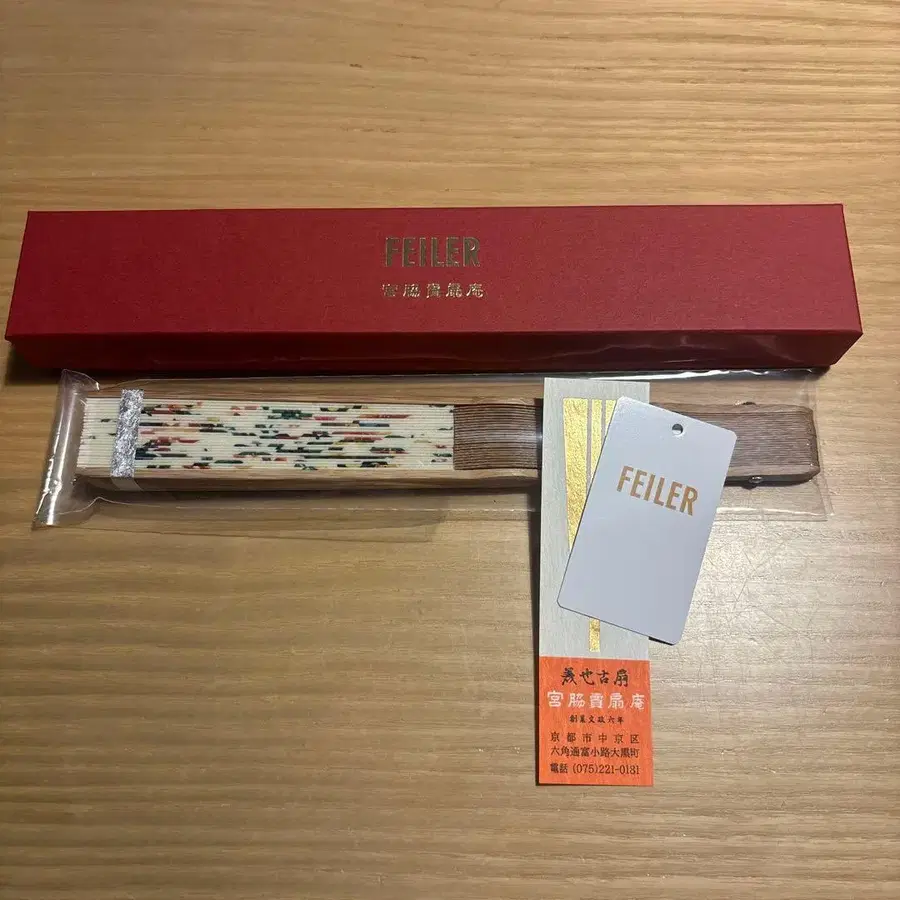 FEILER
宮脇賣扇庵
FEILER
美也古扇
宮脇賣扇庵
創業文政六年
京都市中京区
六角通富小路大黒町
電話 (075)221-0181